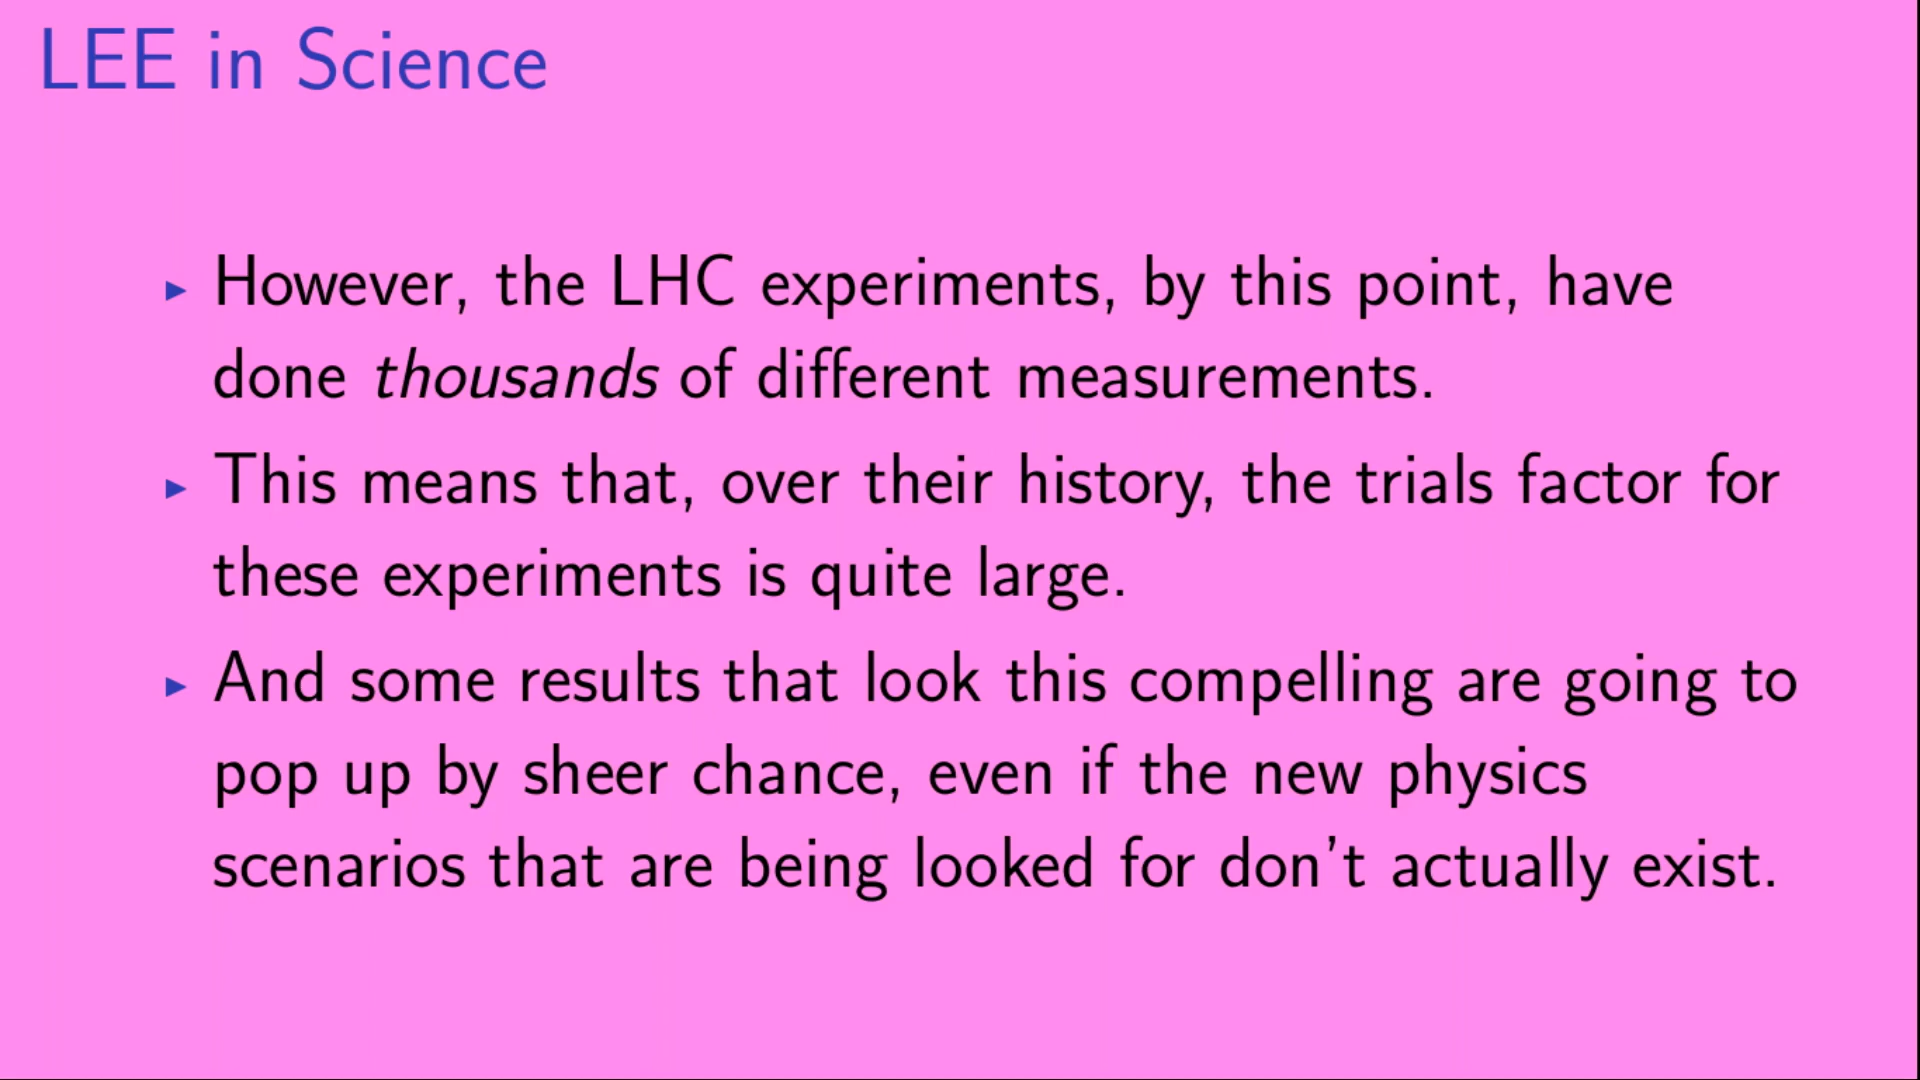 LEE in Science
▸ However, the LHC experiments, by this point, have
done thousands of different measurements.
▸ This means that, over their history, the trials factor for
these experiments is quite large.
▸ And some results that look this compelling are going to
pop up by sheer chance, even if the new physics
scenarios that are being looked for don't actually exist.